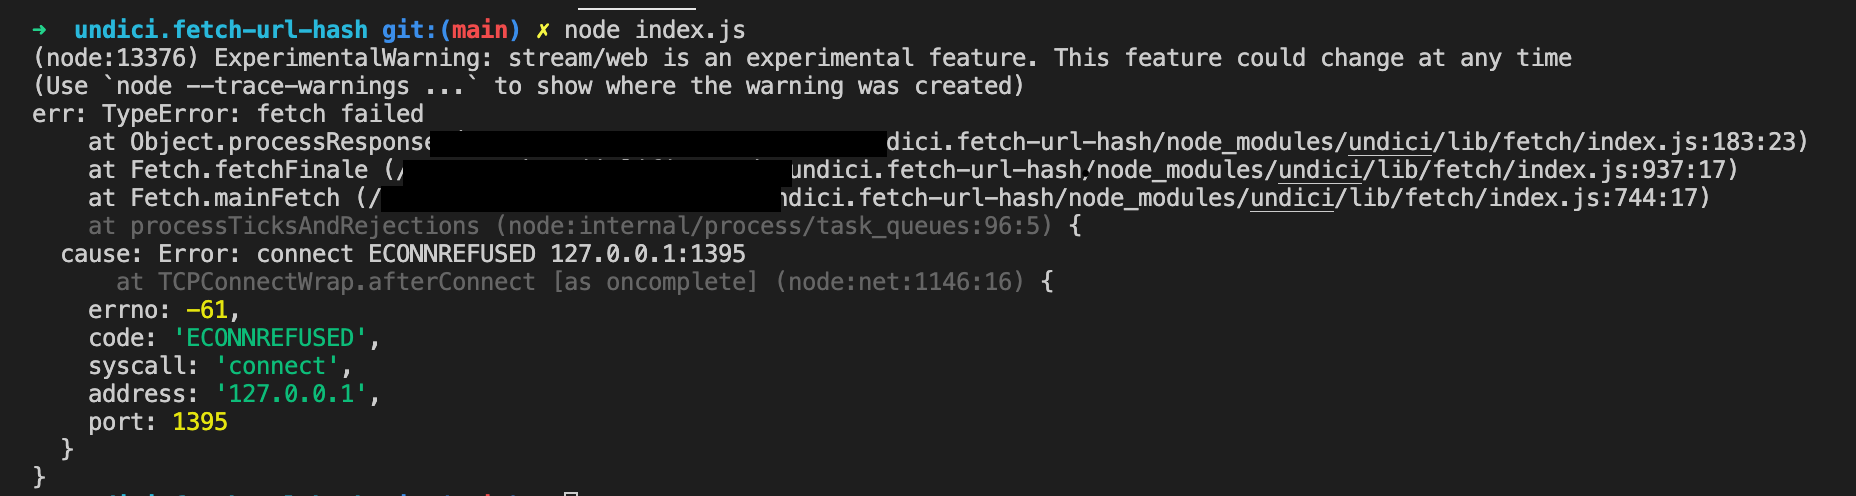 ➜ undici.fetch-url-hash git:(main) ✗ node index.js
(node:13376) ExperimentalWarning: stream/web is an experimental feature. This feature could change at any time
(Use `node --trace-warnings ...` to show where the warning was created)
err: TypeError: fetch failed
at Object.processResponse dici.fetch-url-hash/node_modules/undici/lib/fetch/index.js:183:23)
at Fetch.fetchFinale (/ undici.fetch-url-hash/node_modules/undici/lib/fetch/index.js:937:17)
at Fetch.mainFetch (/ ndici.fetch-url-hash/node_modules/undici/lib/fetch/index.js:744:17)
at processTicksAndRejections (node:internal/process/task_queues:96:5) {
cause: Error: connect ECONNREFUSED 127.0.0.1:1395
at TCPConnectWrap.afterConnect [as oncomplete] (node:net:1146:16) {
errno: -61,
code: 'ECONNREFUSED',
syscall: 'connect',
address: '127.0.0.1',
port: 1395
}
}